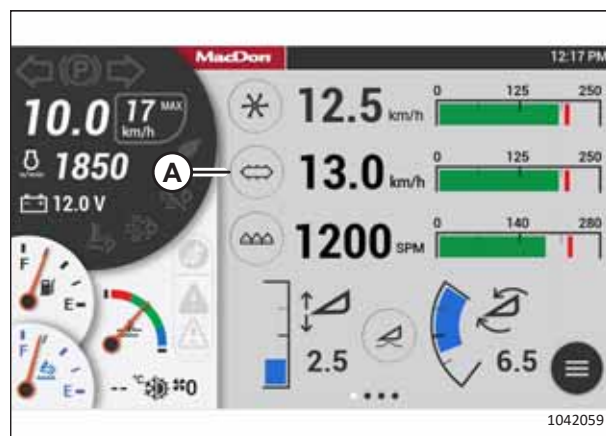 MacDon
12:17 PM
P
10.0 17 MAX km/h
1850
12.0 V
F
E
F
E
-- °C 0
A
12.5 km/h
0 125 250
13.0 km/h
0 125 250
1200 SPM
0 140 280
2.5
6.5
1042059